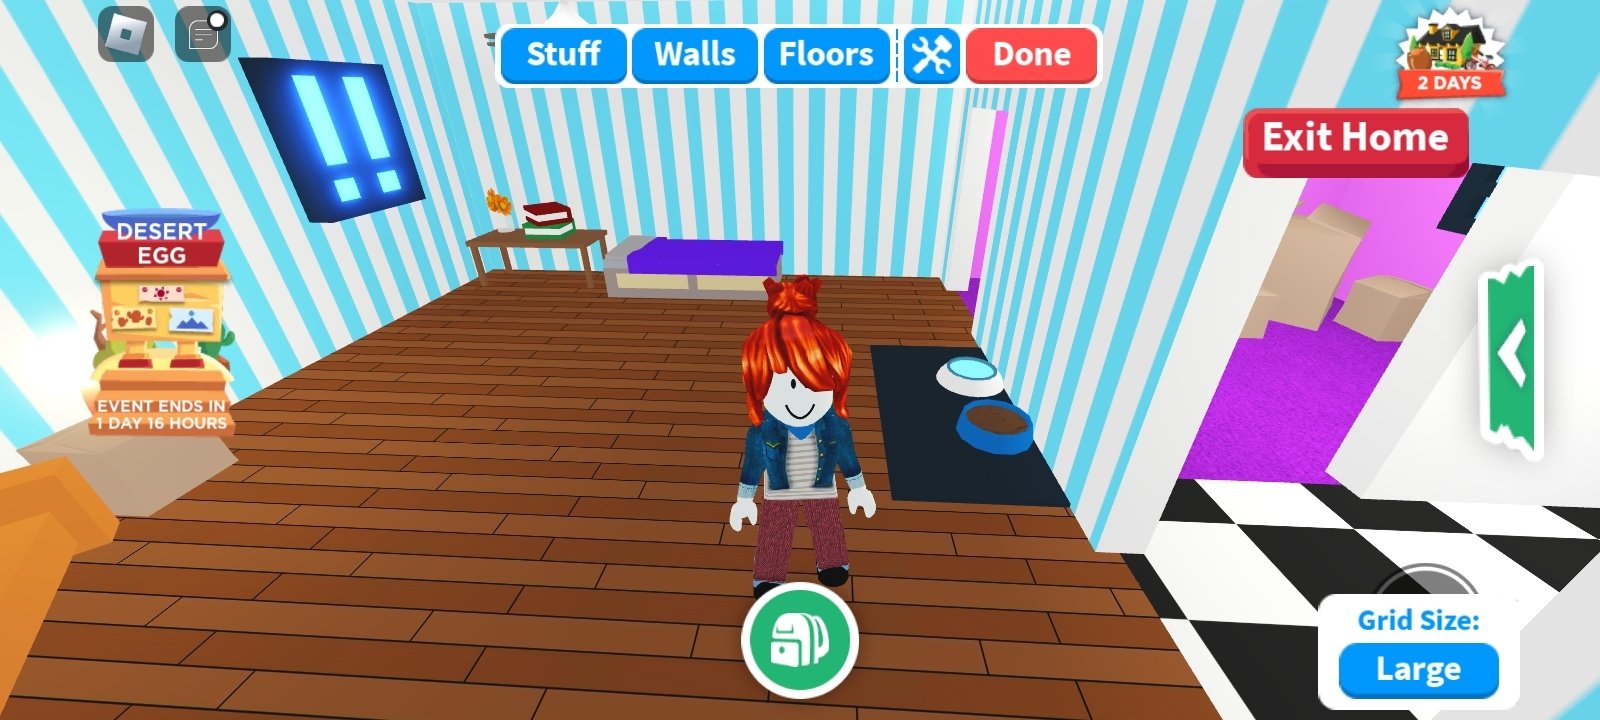 Stuff
Walls
Floors
Done
2 DAYS
Exit Home
!!
DESERT
EGG
EVENT ENDS IN
1 DAY 16 HOURS
Grid Size:
Large